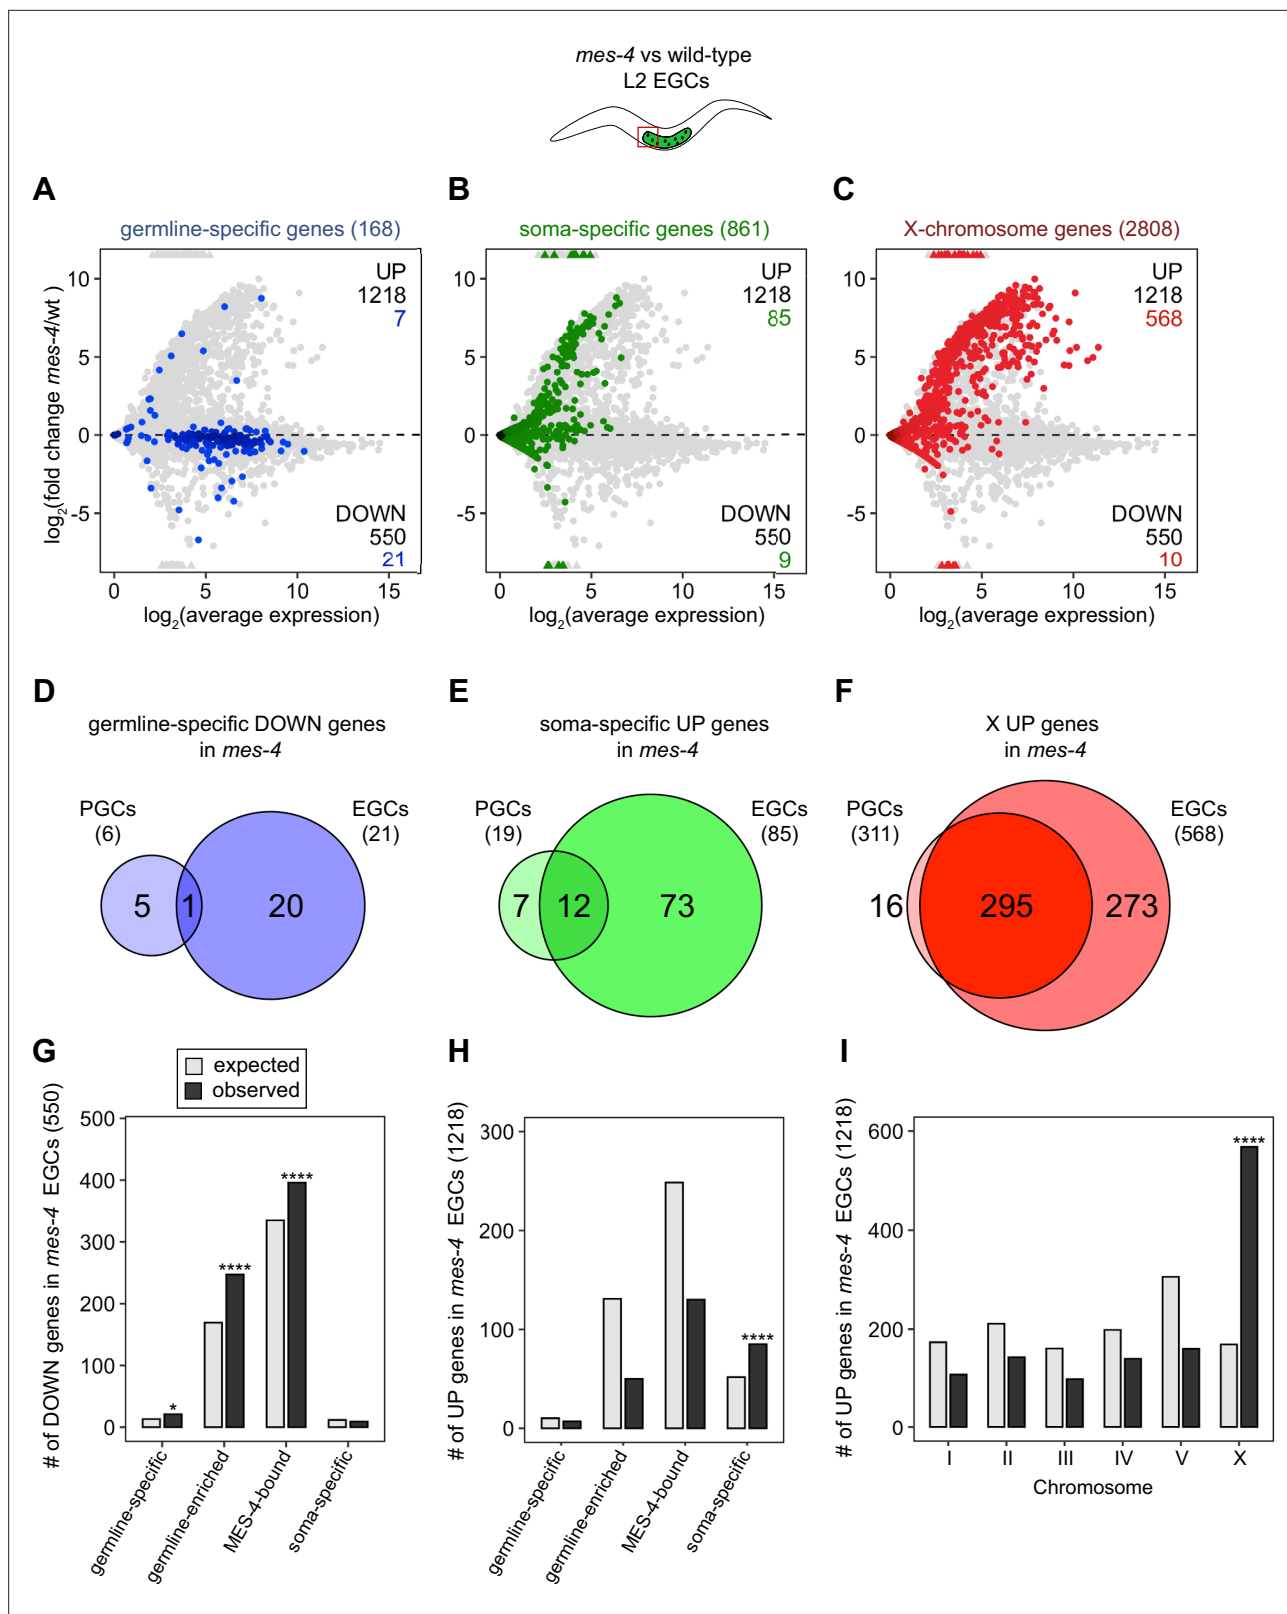 mes-4 vs wild-type
L2 EGCs
A
B
C
germline-specific genes (168)
soma-specific genes (861)
X-chromosome genes (2808)
log2(fold change mes-4/wt)
10
5
0
-5
UP
1218
7
DOWN
550
21
0
5
10
15
log2(average expression)
10
5
0
-5
UP
1218
85
DOWN
550
9
0
5
10
15
log2(average expression)
10
5
0
-5
UP
1218
568
DOWN
550
10
0
5
10
15
log2(average expression)
D
germline-specific DOWN genes
in mes-4
PGCs
(6)
EGCs
(21)
5
1
20
E
soma-specific UP genes
in mes-4
PGCs
(19)
EGCs
(85)
7
12
73
F
X UP genes
in mes-4
PGCs
(311)
EGCs
(568)
16
295
273
G
expected
observed
# of DOWN genes in mes-4 EGCs (550)
500
400
300
200
100
0
*
****
****
germline-specific
germline-enriched
MES-4-bound
soma-specific
H
# of UP genes in mes-4 EGCs (1218)
300
200
100
0
****
germline-specific
germline-enriched
MES-4-bound
soma-specific
I
# of UP genes in mes-4 EGCs (1218)
600
400
200
0
****
I
II
III
IV
V
X
Chromosome